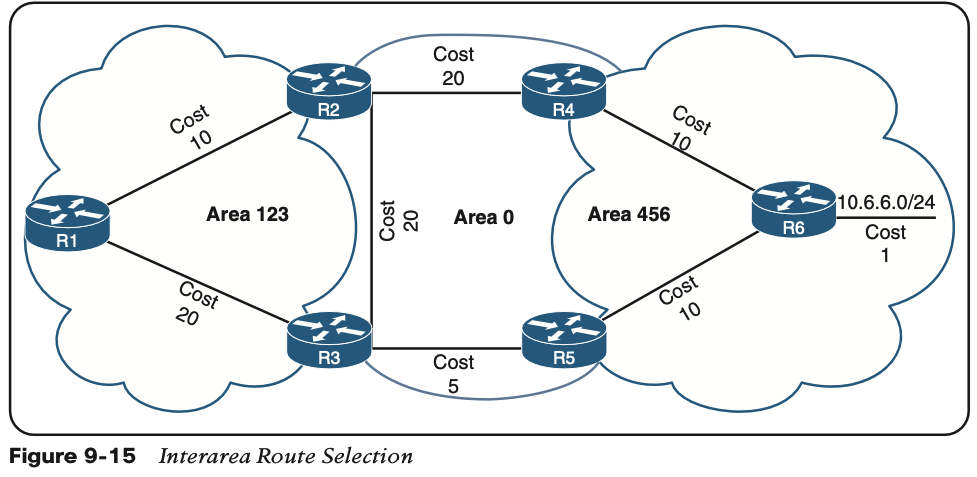 Cost
20
R2
R4
Cost
10
Cost
10
Area 123
Cost
20
Area 0
Area 456
10.6.6.0/24
Cost
1
R1
R6
Cost
20
Cost
10
R3
R5
Cost
5
Figure 9-15 Interarea Route Selection